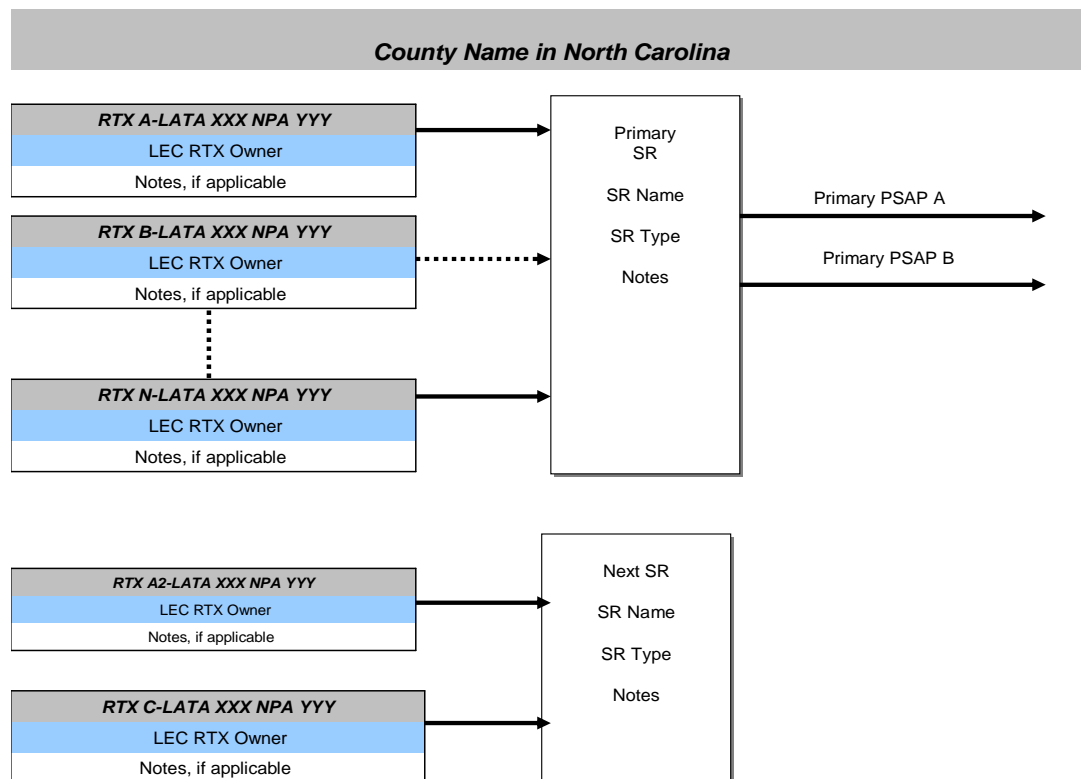 County Name in North Carolina
RTX A-LATA XXX NPA YYY
LEC RTX Owner
Notes, if applicable
RTX B-LATA XXX NPA YYY
LEC RTX Owner
Notes, if applicable
RTX N-LATA XXX NPA YYY
LEC RTX Owner
Notes, if applicable
Primary
SR
SR Name
SR Type
Notes
Primary PSAP A
Primary PSAP B
RTX A2-LATA XXX NPA YYY
LEC RTX Owner
Notes, if applicable
RTX C-LATA XXX NPA YYY
LEC RTX Owner
Notes, if applicable
Next SR
SR Name
SR Type
Notes